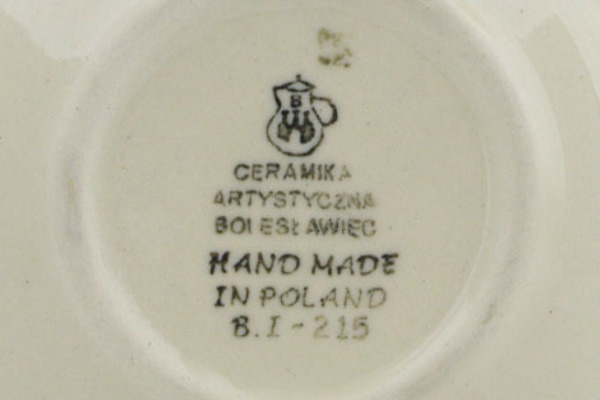 B
CERAMIKA
ARTYSTYCZNA
BOLESŁAWIEC
HAND MADE
IN POLAND
B.I-215